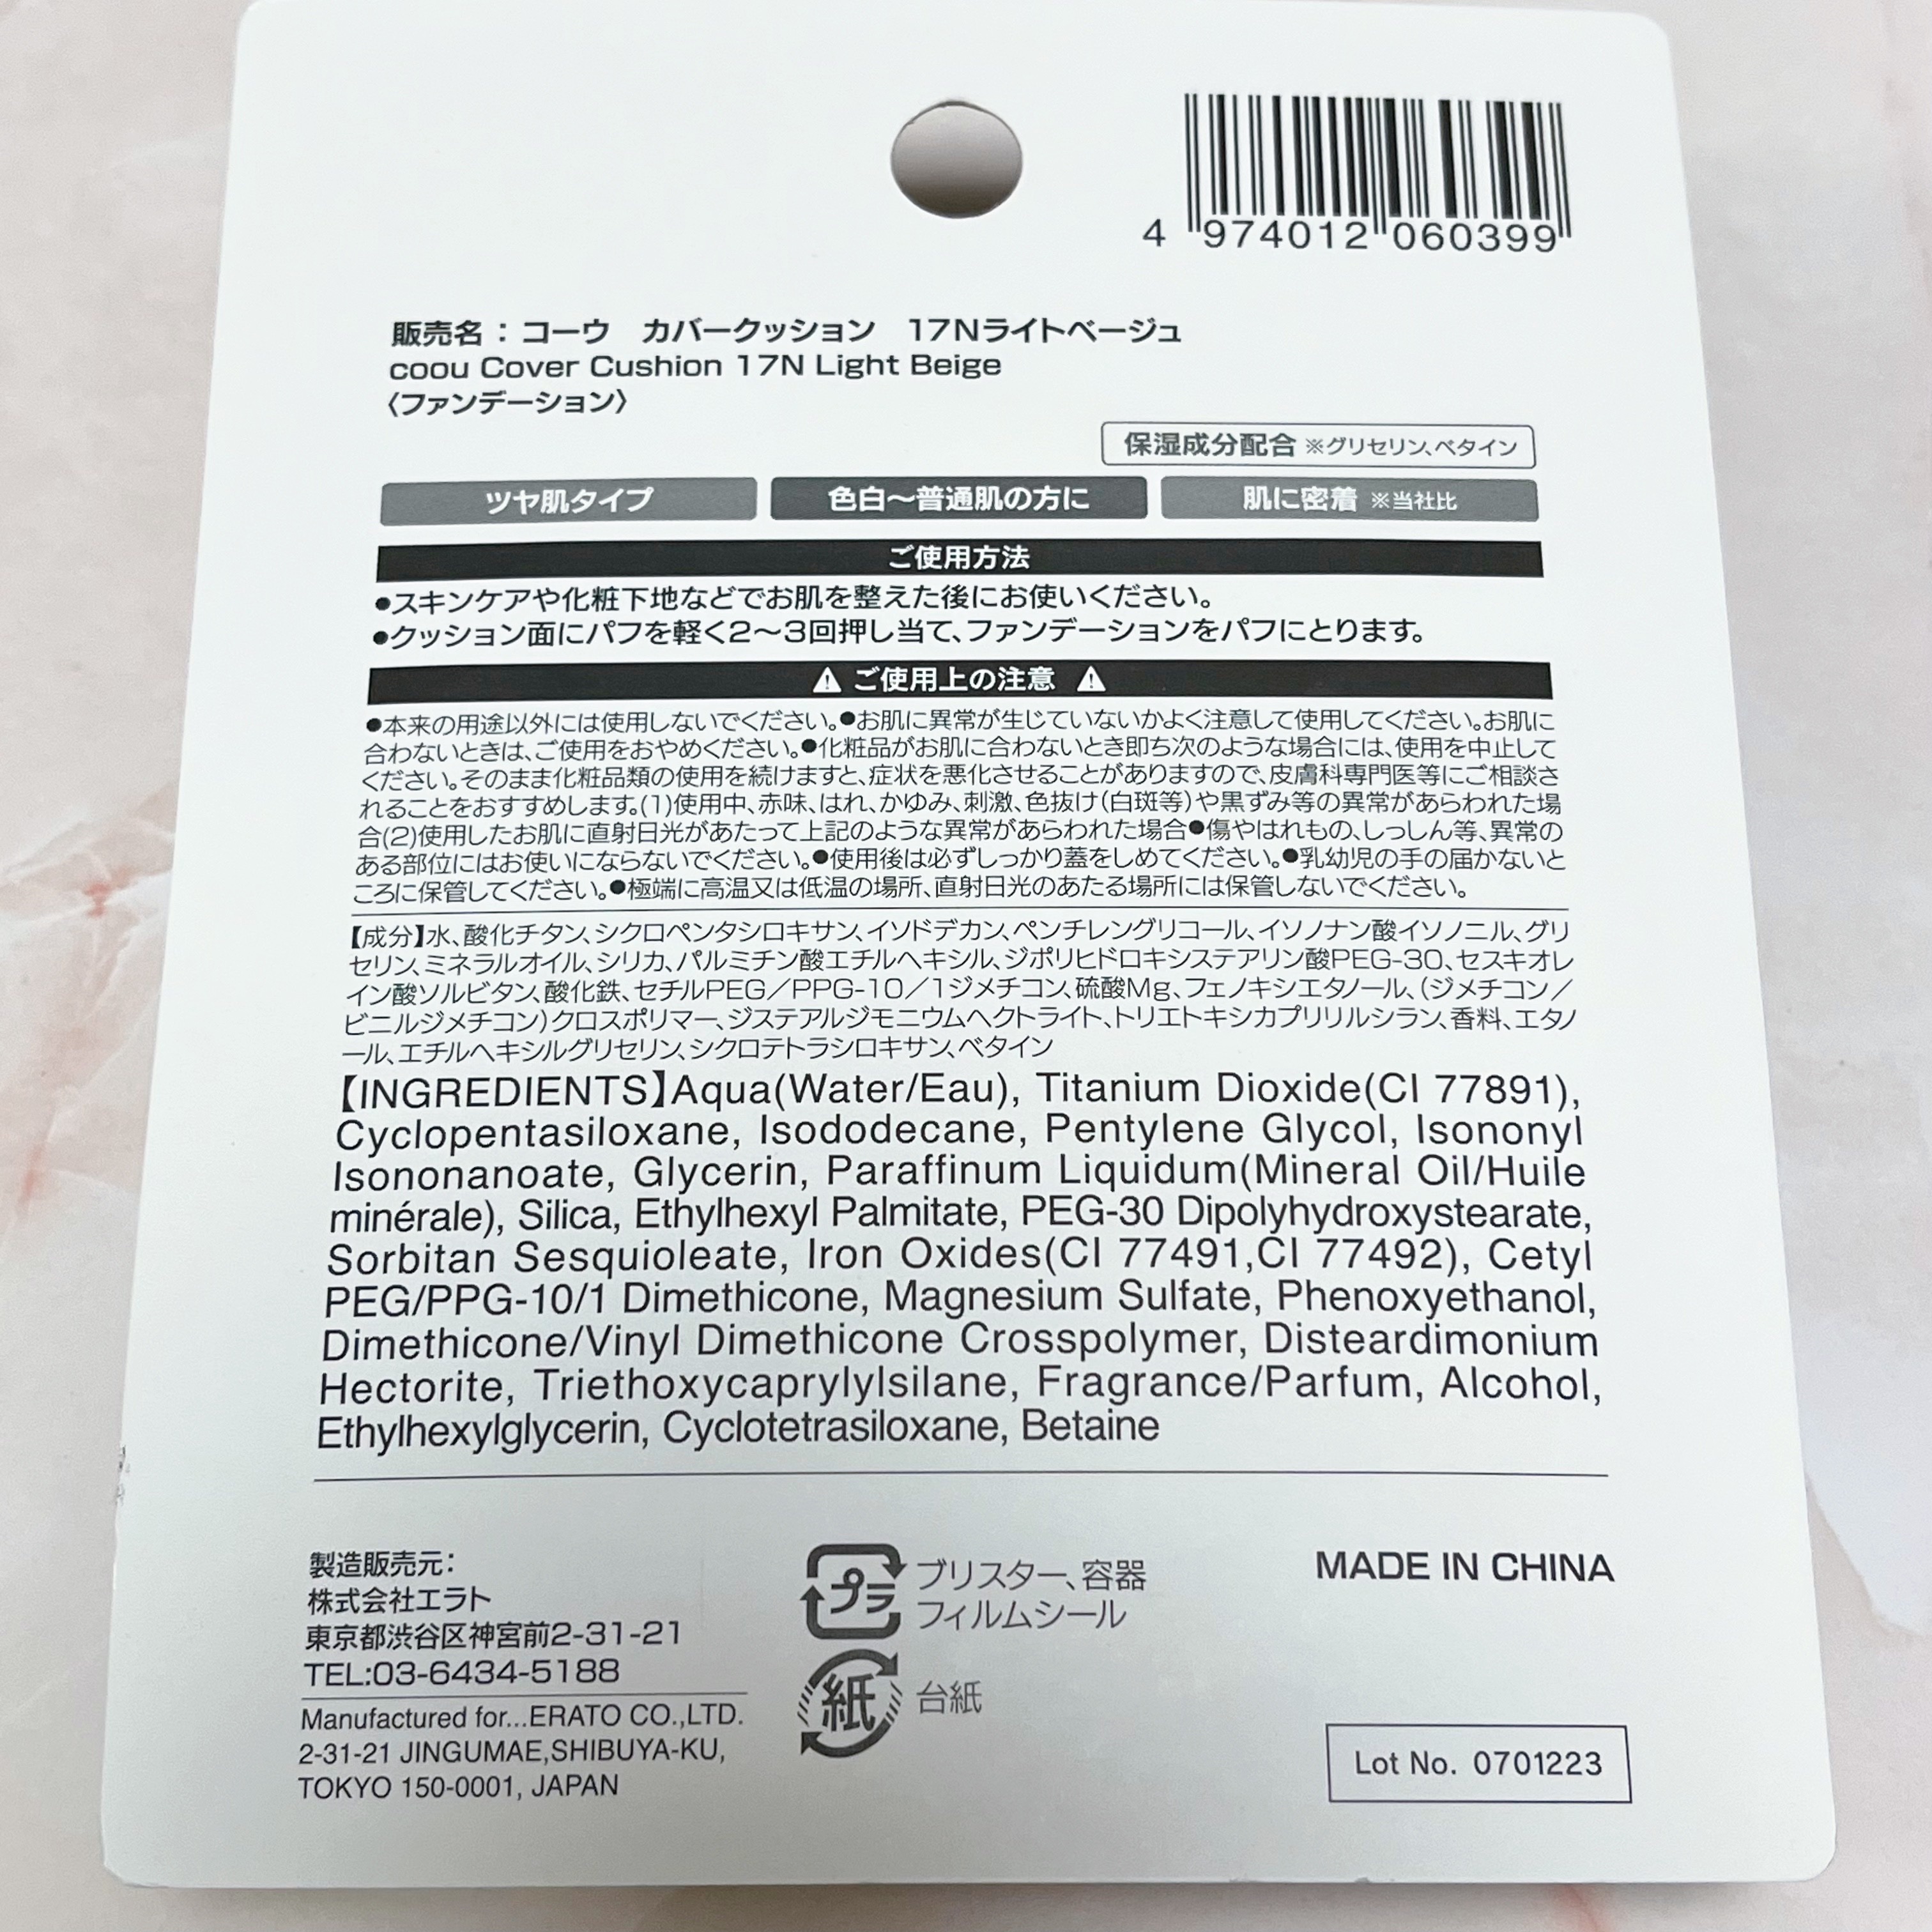 4 974012 060399
販売名：コーウ　カバークッション　17Nライトベージュ
coou Cover Cushion 17N Light Beige
〈ファンデーション〉
保湿成分配合 ※グリセリン、ベタイン
ツヤ肌タイプ
色白〜普通肌の方に
肌に密着 ※当社比
ご使用方法
●スキンケアや化粧下地などでお肌を整えた後にお使いください。
●クッション面にパフを軽く2〜3回押し当て、ファンデーションをパフにとります。
⚠ ご使用上の注意 ⚠
●本来の用途以外には使用しないでください。●お肌に異常が生じていないかよく注意して使用してください。お肌に
合わないときは、ご使用をおやめください。●化粧品がお肌に合わないとき即ち次のような場合には、使用を中止して
ください。そのまま化粧品類の使用を続けますと、症状を悪化させることがありますので、皮膚科専門医等にご相談さ
れることをおすすめします。(1)使用中、赤味、はれ、かゆみ、刺激、色抜け（白斑等）や黒ずみ等の異常があらわれた場
合(2)使用したお肌に直射日光があたって上記のような異常があらわれた場合●傷やはれもの、しっしん等、異常の
ある部位にはお使いにならないでください。●使用後は必ずしっかり蓋をしめてください。●乳幼児の手の届かないと
ころに保管してください。●極端に高温又は低温の場所、直射日光のあたる場所には保管しないでください。
【成分】水、酸化チタン、シクロペンタシロキサン、イソドデカン、ペンチレングリコール、イソノナン酸イソノニル、グリ
セリン、ミネラルオイル、シリカ、パルミチン酸エチルヘキシル、ジポリヒドロキシステアリン酸PEG-30、セスキオレ
イン酸ソルビタン、酸化鉄、セチルPEG／PPG-10／1ジメチコン、硫酸Mg、フェノキシエタノール、（ジメチコン／
ビニルジメチコン）クロスポリマー、ジステアルジモニウムヘクトライト、トリエトキシカプリリルシラン、香料、エタノ
ール、エチルヘキシルグリセリン、シクロテトラシロキサン、ベタイン
【INGREDIENTS】Aqua(Water/Eau), Titanium Dioxide(CI 77891),
Cyclopentasiloxane, Isododecane, Pentylene Glycol, Isononyl
Isononanoate, Glycerin, Paraffinum Liquidum(Mineral Oil/Huile
minérale), Silica, Ethylhexyl Palmitate, PEG-30 Dipolyhydroxystearate,
Sorbitan Sesquioleate, Iron Oxides(CI 77491,CI 77492), Cetyl
PEG/PPG-10/1 Dimethicone, Magnesium Sulfate, Phenoxyethanol,
Dimethicone/Vinyl Dimethicone Crosspolymer, Disteardimonium
Hectorite, Triethoxycaprylylsilane, Fragrance/Parfum, Alcohol,
Ethylhexylglycerin, Cyclotetrasiloxane, Betaine
製造販売元：
株式会社エラト
東京都渋谷区神宮前2-31-21
TEL:03-6434-5188
Manufactured for...ERATO CO.,LTD.
2-31-21 JINGUMAE,SHIBUYA-KU,
TOKYO 150-0001, JAPAN
プラ
ブリスター、容器
フィルムシール
紙
台紙
MADE IN CHINA
Lot No. 0701223